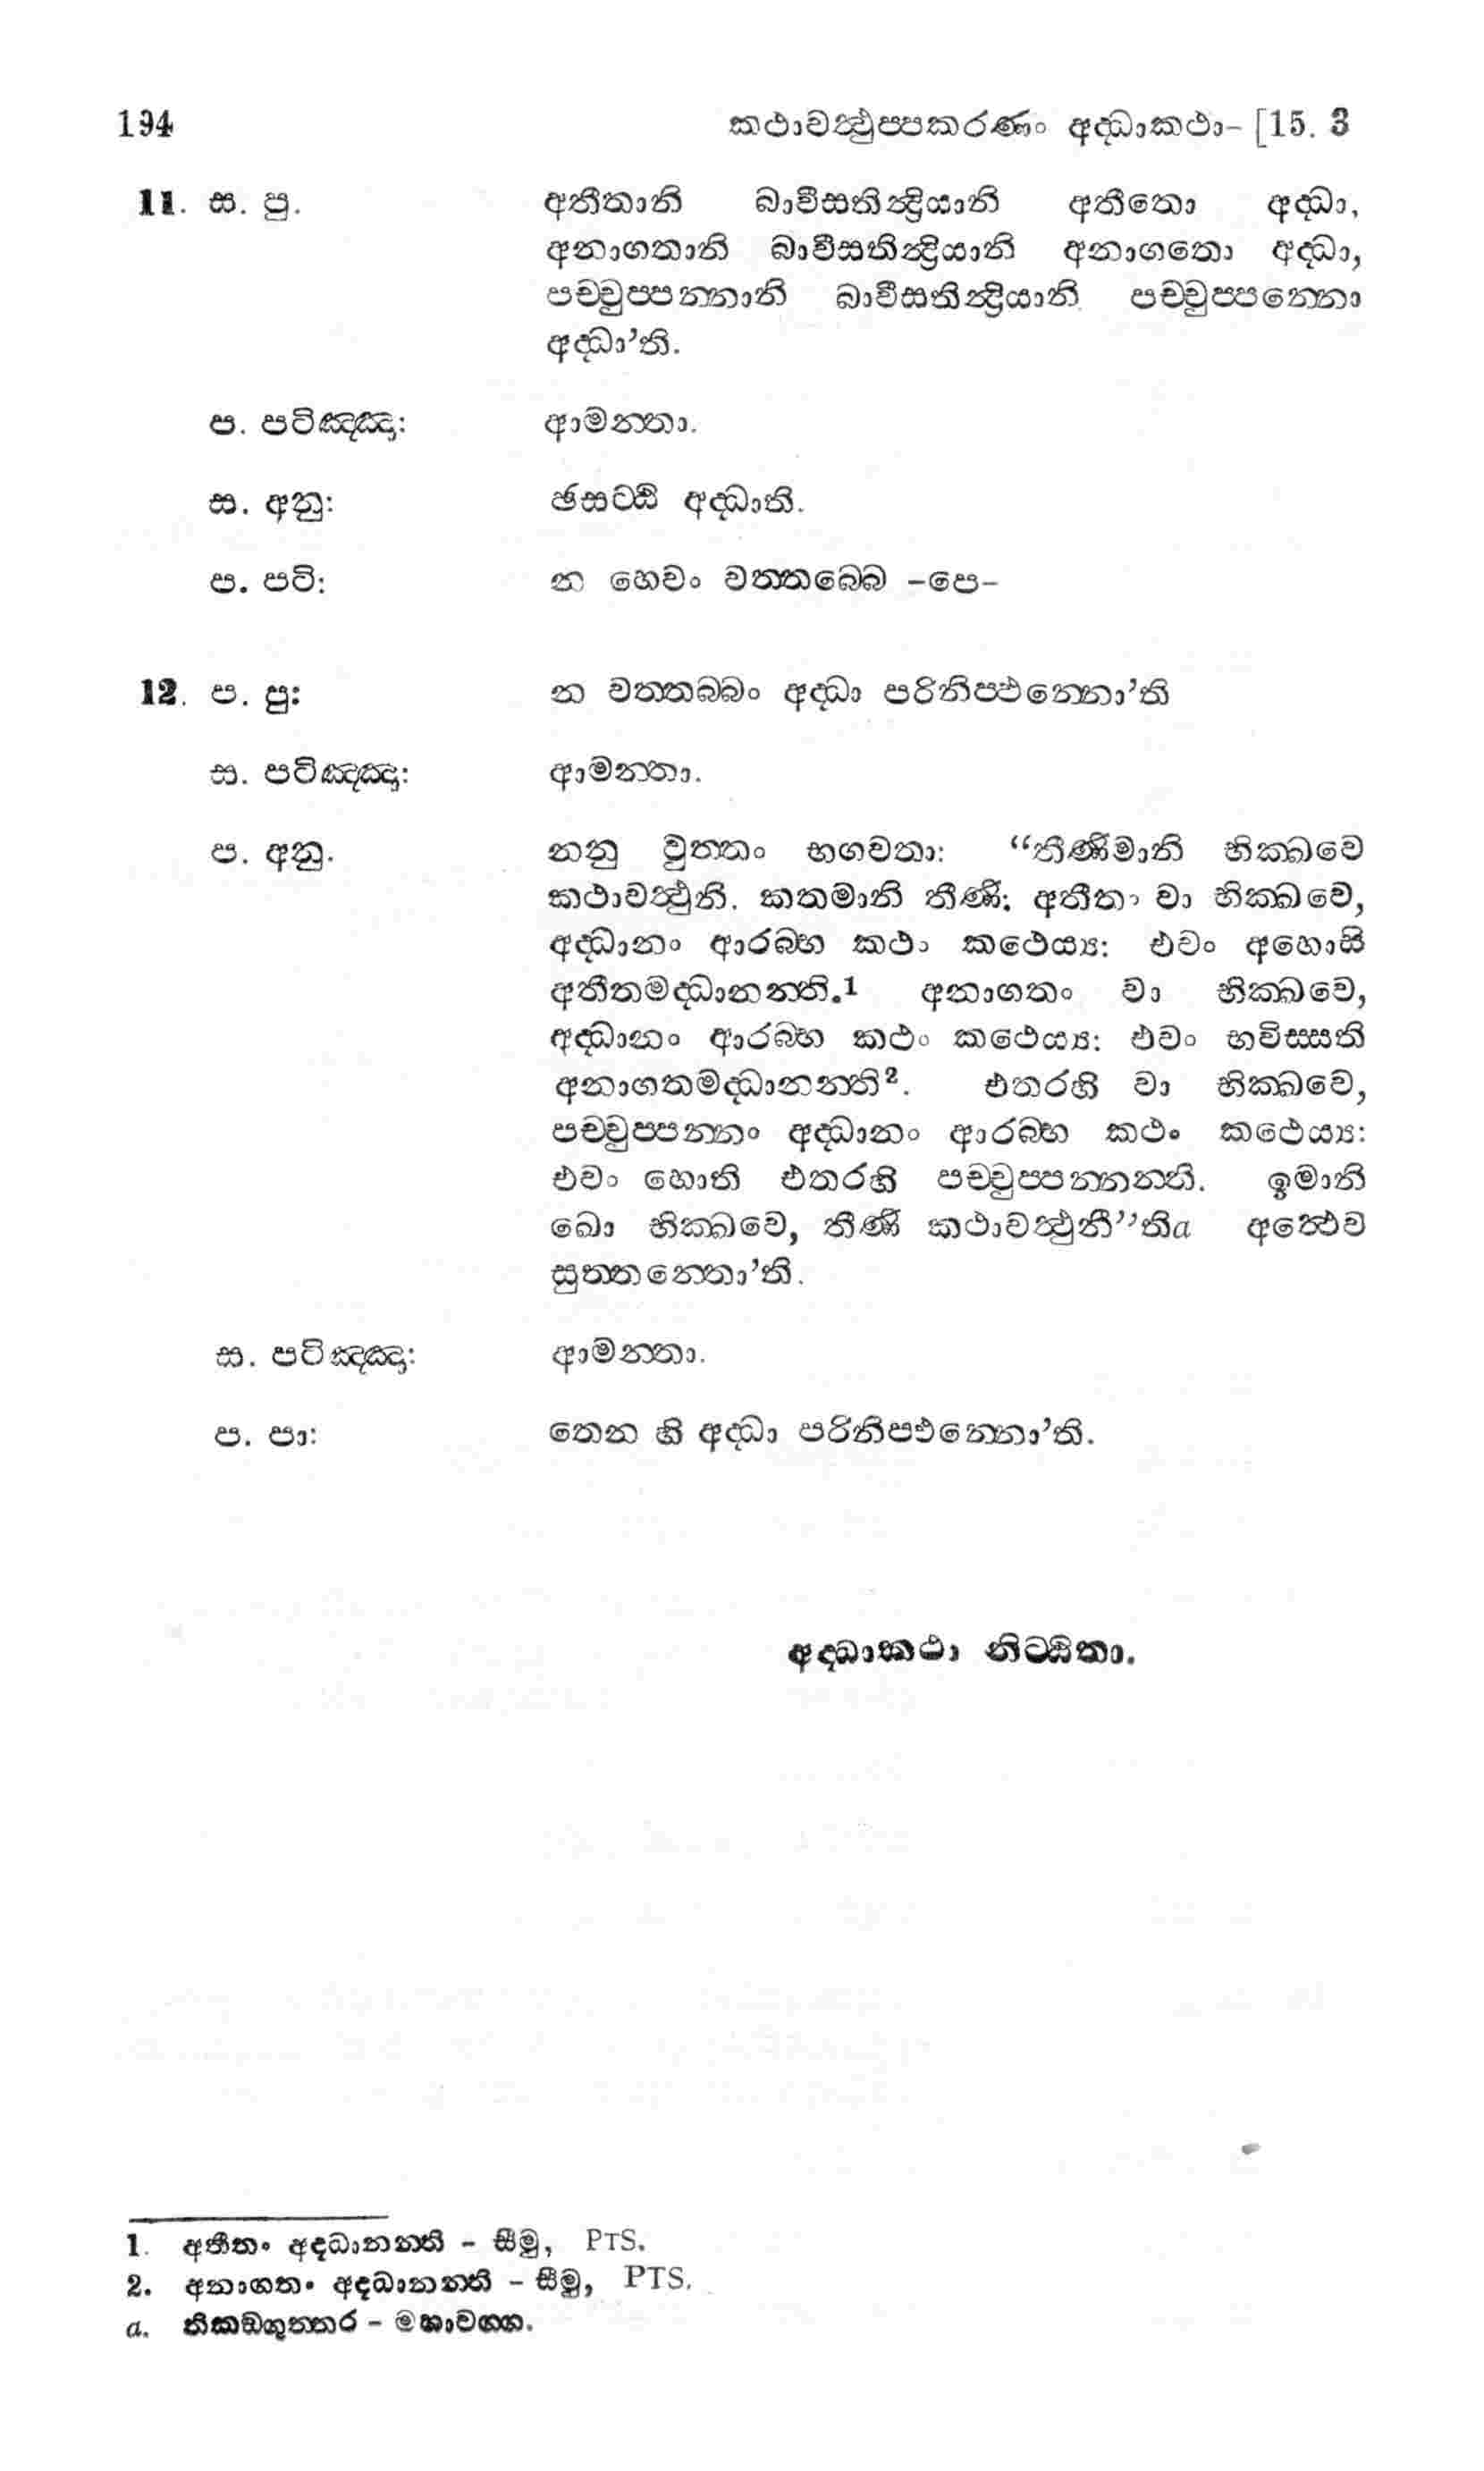 194 කථාවත්‍ථුප්පකරණං අද්ධාකථා- [15. 3
11. ස. පු. අතීතානි බාවීසතින්‍ද්‍රියානි අතීතො අද්ධා,
අනාගතානි බාවීසතින්‍ද්‍රියානි අනාගතො අද්ධා,
පච්චුප්පන්නානි බාවීසතින්‍ද්‍රියානි පච්චුප්පන්නො
අද්ධා’ති.
ප. පටිඤ්ඤා: ආමන්තා.
ස. අනු: ඡසට්ඨි අද්ධාති.
ප. පටි: න හෙවං වත්තබ්බෙ -පෙ-
12. ප. පු: න වත්තබ්බං අද්ධා පරිනිප්ඵන්නො’ති
ස. පටිඤ්ඤා: ආමන්තා.
ප. අනු. නනු වුත්තං භගවතා: “තීණිමානි භික්ඛවෙ
කථාවත්‍ථුනි. කතමානි තීණි: අතීතං වා භික්ඛවෙ,
අද්ධානං ආරබ්භ කථං කථෙය්‍ය: එවං අහොසි
අතීතමද්ධානන්ති.1 අනාගතං වා භික්ඛවෙ,
අද්ධානං ආරබ්භ කථං කථෙය්‍ය: එවං භවිස්සති
අනාගතමද්ධානන්ති2. එතරහි වා භික්ඛවෙ,
පච්චුප්පන්නං අද්ධානං ආරබ්භ කථං කථෙය්‍ය:
එවං හොති එතරහි පච්චුප්පන්නන්ති. ඉමානි
ඛො භික්ඛවෙ, තීණි කථාවත්‍ථුනී”තිa අත්‍ථෙව
සුත්තන්තො’ති.
ස. පටිඤ්ඤා: ආමන්තා.
ප. පා: තෙන හි අද්ධා පරිනිප්ඵන්නො’ති.
අද්ධාකථා නිට්ඨිතා.
1. අතීතං අද්ධානන්ති - සීමු, PTS.
2. අනාගතං අද්ධානන්ති - සීමු, PTS.
a. තිකඞ්ගුත්තර - මහාවග්ග.